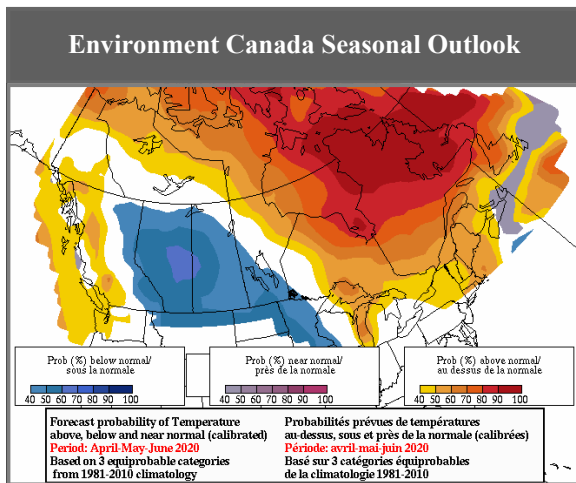 Environment Canada Seasonal Outlook
Prob (%) below normal/
sous la normale
40 50 60 70 80 90 100
Prob (%) near normal/
près de la normale
40 50 60 70 80 90 100
Prob (%) above normal/
au dessus de la normale
40 50 60 70 80 90 100
Forecast probability of Temperature
above, below and near normal (calibrated)
Period: April-May-June 2020
Based on 3 equiprobable categories
from 1981-2010 climatology
Probabilités prévues de températures
au-dessus, sous et près de la normale (calibrées)
Période: avril-mai-juin 2020
Basé sur 3 catégories équiprobables
de la climatologie 1981-2010